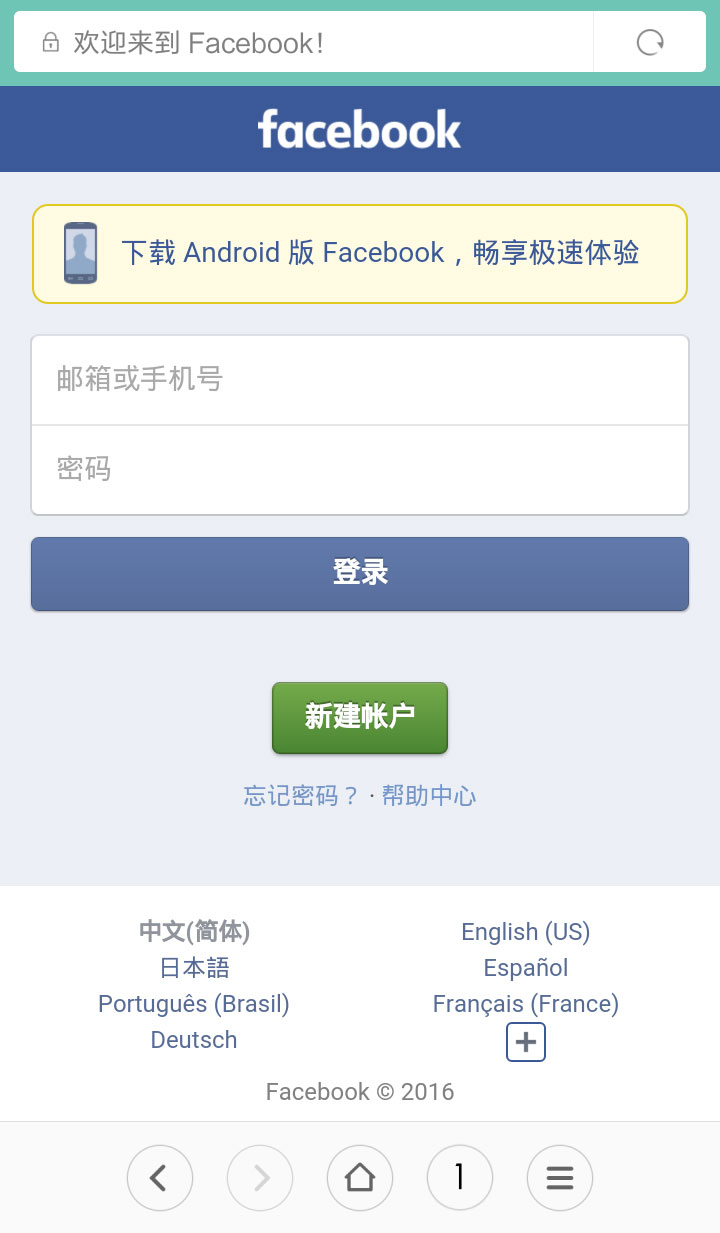 欢迎来到 Facebook!
facebook
下载 Android 版 Facebook，畅享极速体验
邮箱或手机号
密码
登录
新建帐户
忘记密码？ · 帮助中心
中文(简体) English (US)
日本語 Español
Português (Brasil) Français (France)
Deutsch
Facebook © 2016
1